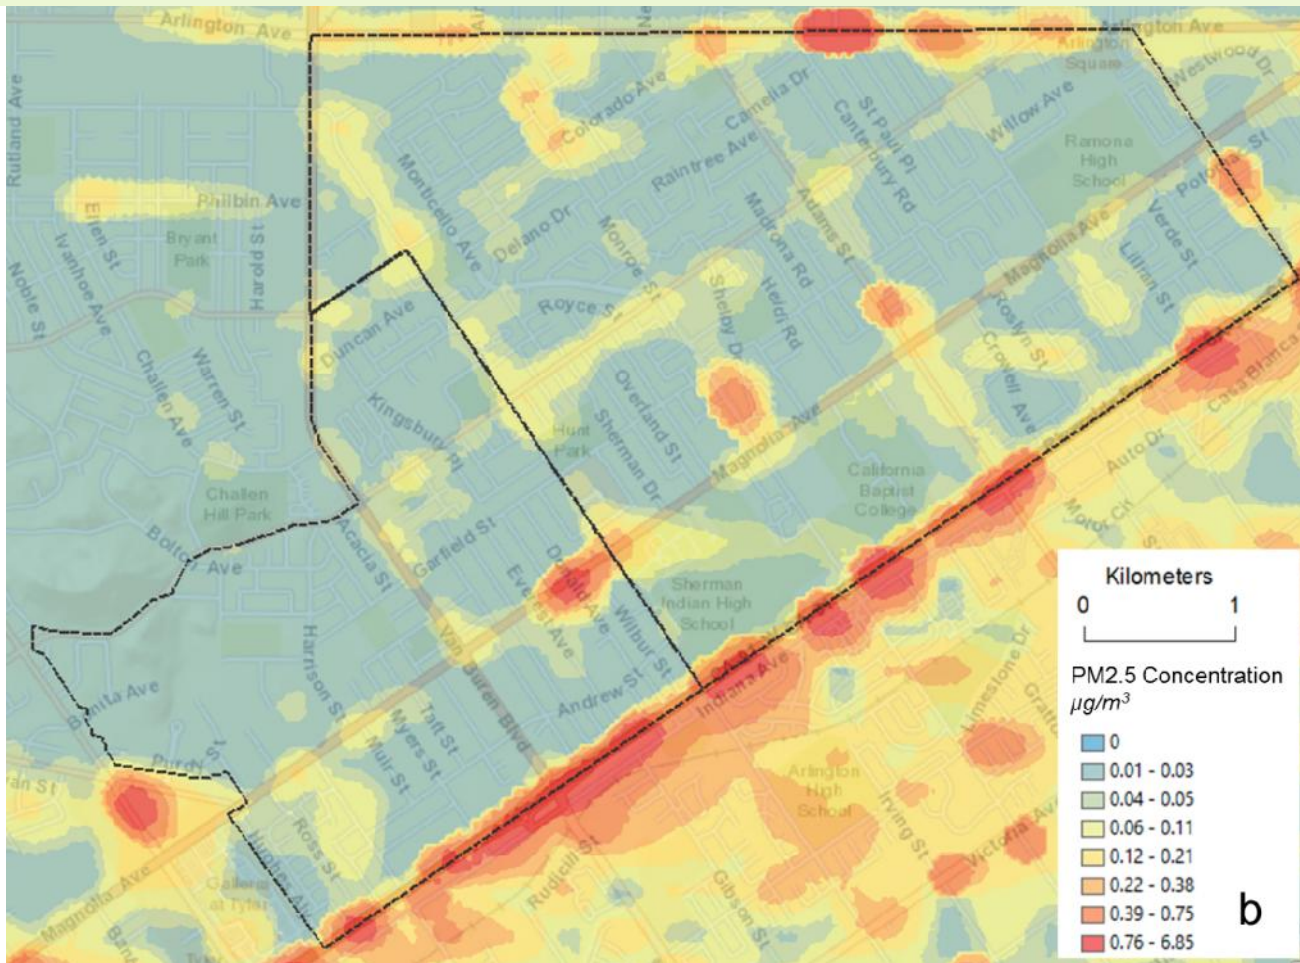 Arlington Ave
Arlington Ave
Arlington
Square
Westwood Dr
Rutland Ave
Colorado Ave
Camelia Dr
St Paul Pl
Canterbury Rd
Willow Ave
Ramona
High
School
Raintree Ave
Monticello Ave
Philbin Ave
Ellen St
Ivanhoe Ave
Noble St
Bryant
Park
Harold St
Delano Dr
Monroe St
Madrona Rd
Adams St
Magnolia Ave
Verde St
Lillian St
Royce St
Shelby Dr
Heidi Rd
Duncan Ave
Challen Ave
Warren St
Roslyn St
Crowell Ave
Kingsbury Pl
Overland St
Sherman Dr
Hunt
Park
Magnolia Ave
Casa Blanca
Auto Dr
California
Baptist
College
Challen
Hill Park
Acacia St
Garfield St
Everest Ave
Donald Ave
Wilbur St
Sherman
Indian High
School
Indiana Ave
Van Buren Blvd
Andrew St
Harrison St
Bonita Ave
Taft St
Myers St
Muir St
Ross St
Arlington
High
School
Limestone Dr
Irving St
Victoria Ave
Rudicill St
Gibson St
Magnolia Ave
Galleria
at Tyler
Kilometers
0 1
PM2.5 Concentration
µg/m³
0
0.01 - 0.03
0.04 - 0.05
0.06 - 0.11
0.12 - 0.21
0.22 - 0.38
0.39 - 0.75
0.76 - 6.85
b